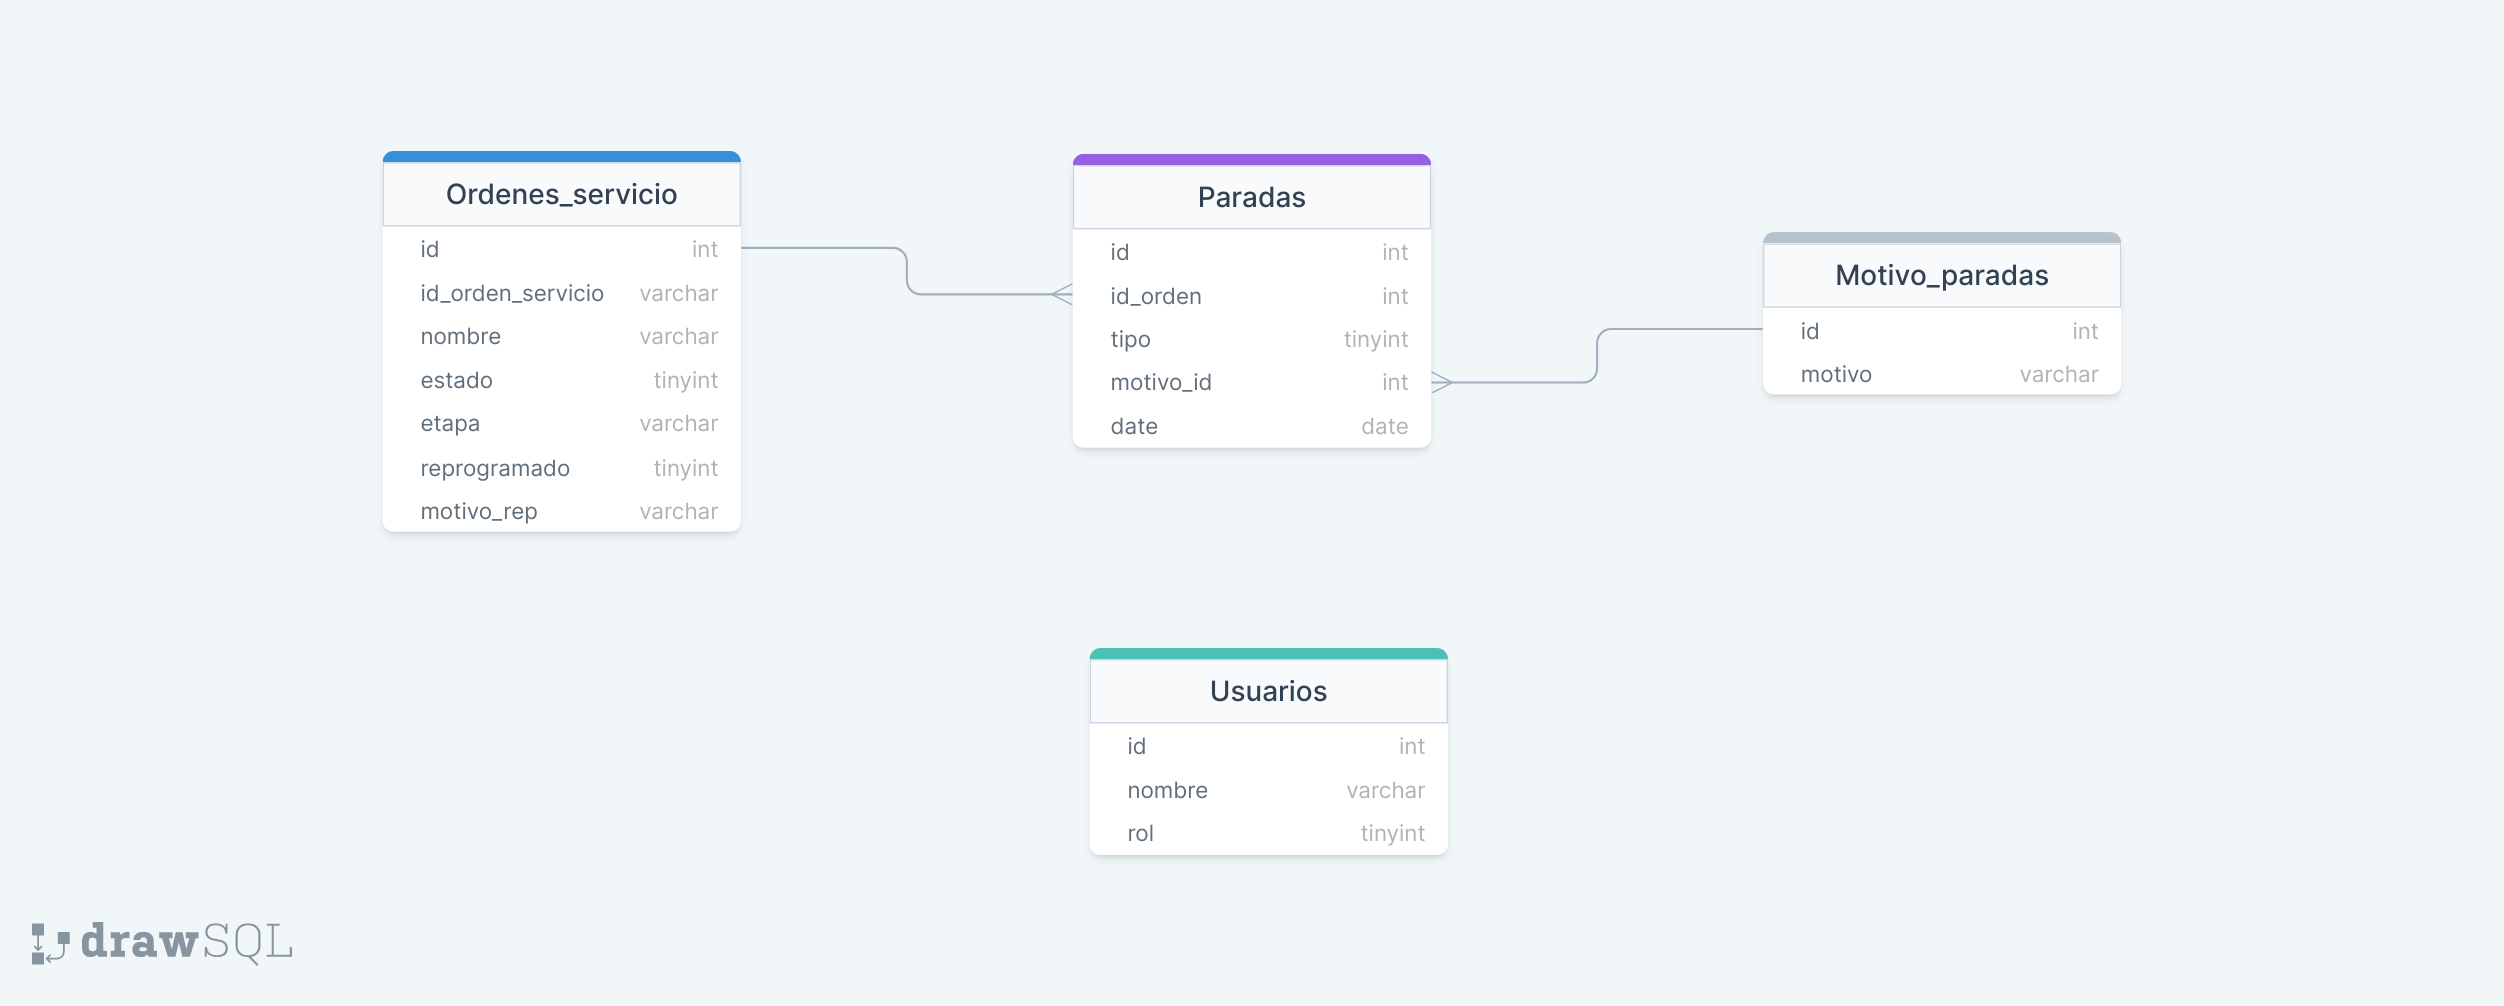 Ordenes_servicio
id int
id_orden_servicio varchar
nombre varchar
estado tinyint
etapa varchar
reprogramado tinyint
motivo_rep varchar
Paradas
id int
id_orden int
tipo tinyint
motivo_id int
date date
Motivo_paradas
id int
motivo varchar
Usuarios
id int
nombre varchar
rol tinyint
drawSQL